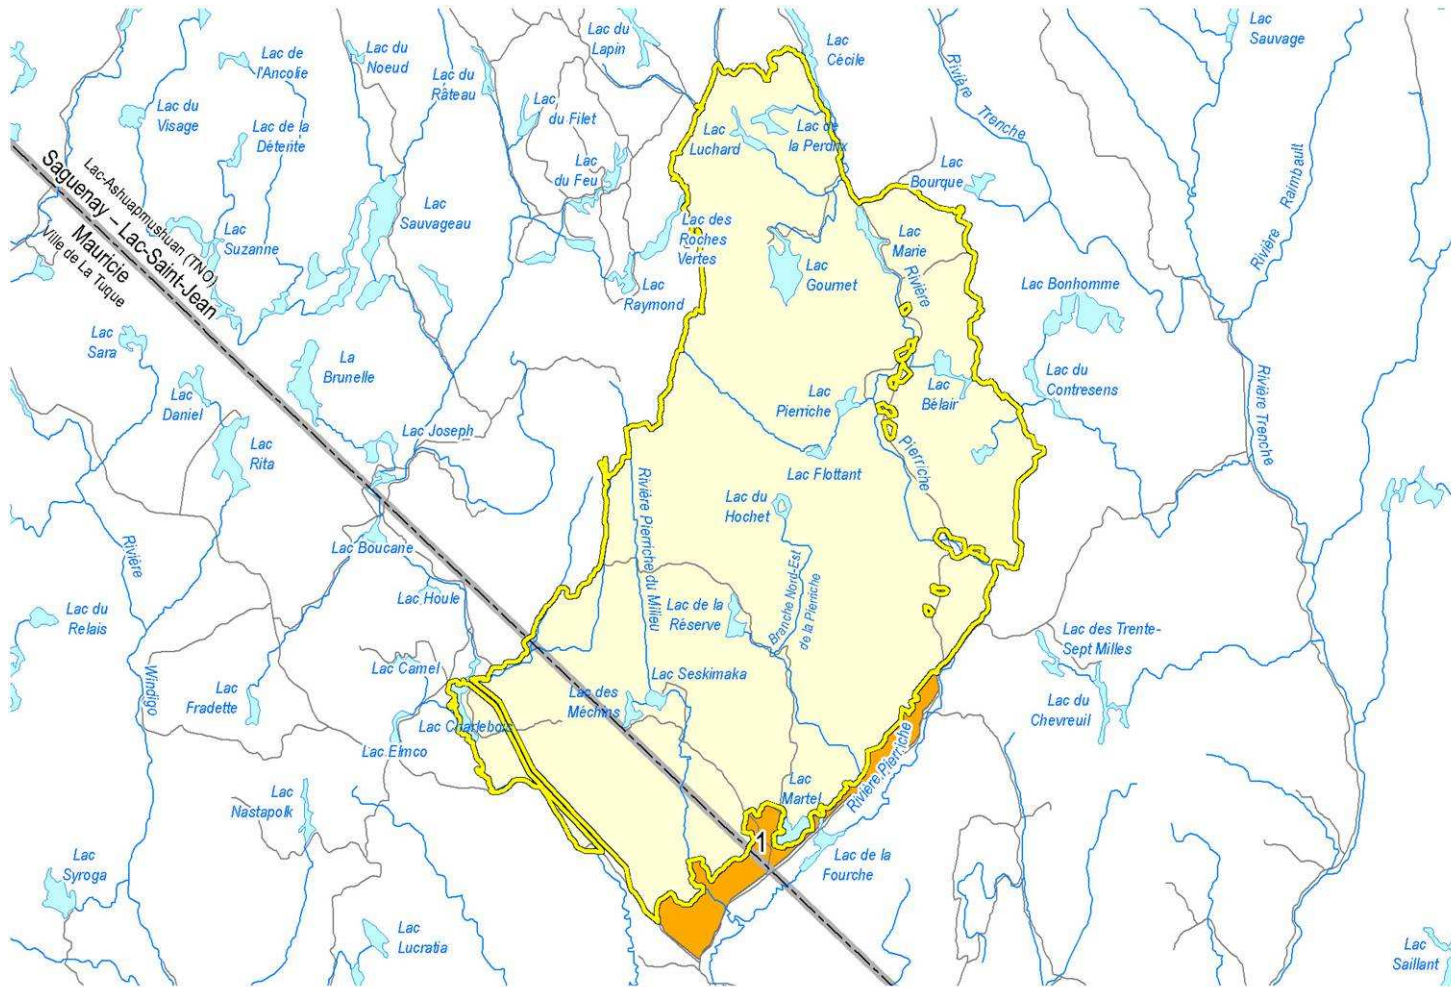 Lac du
Lapin
Lac
Cécile
Lac
Sauvage
Lac de
l'Ancolie
Lac du
Noeud
Lac du
Râteau
Rivière Trenche
Lac du
Visage
Lac de la
Déterite
Lac
du Filet
Lac
Luchard
Lac de
la Perdrix
Lac
du Feu
Lac
Bourque
Rivière Raimbault
Lac-Ashuapmushuan (TNO)
Saguenay – Lac-Saint-Jean
Mauricie
Ville de La Tuque
Lac
Suzanne
Lac
Sauvageau
Lac des
Roches
Vertes
Lac
Marie
Lac
Goumet
Lac
Raymond
Rivière
Lac Bonhomme
Lac
Sara
La
Brunelle
Lac
Daniel
Lac
Pierriche
Lac
Bélair
Lac du
Contresens
Rivière Trenche
Lac Joseph
Lac
Rita
Pierriche
Lac Flottant
Rivière Pierriche du Milieu
Lac du
Hochet
Rivière
Lac Boucane
Branche Nord-Est
de la Pierriche
Lac Houle
Lac du
Relais
Lac de la
Réserve
Lac des Trente-
Sept Milles
Lac Camel
Lac Seskimaka
Windigo
Lac
Fradette
Lac des
Méchins
Lac du
Chevreuil
Lac Charlebois
Lac Elmco
Rivière Pierriche
Lac
Martel
Lac
Nastapolk
1
Lac de la
Fourche
Lac
Syroga
Lac
Lucratia
Lac
Saillant